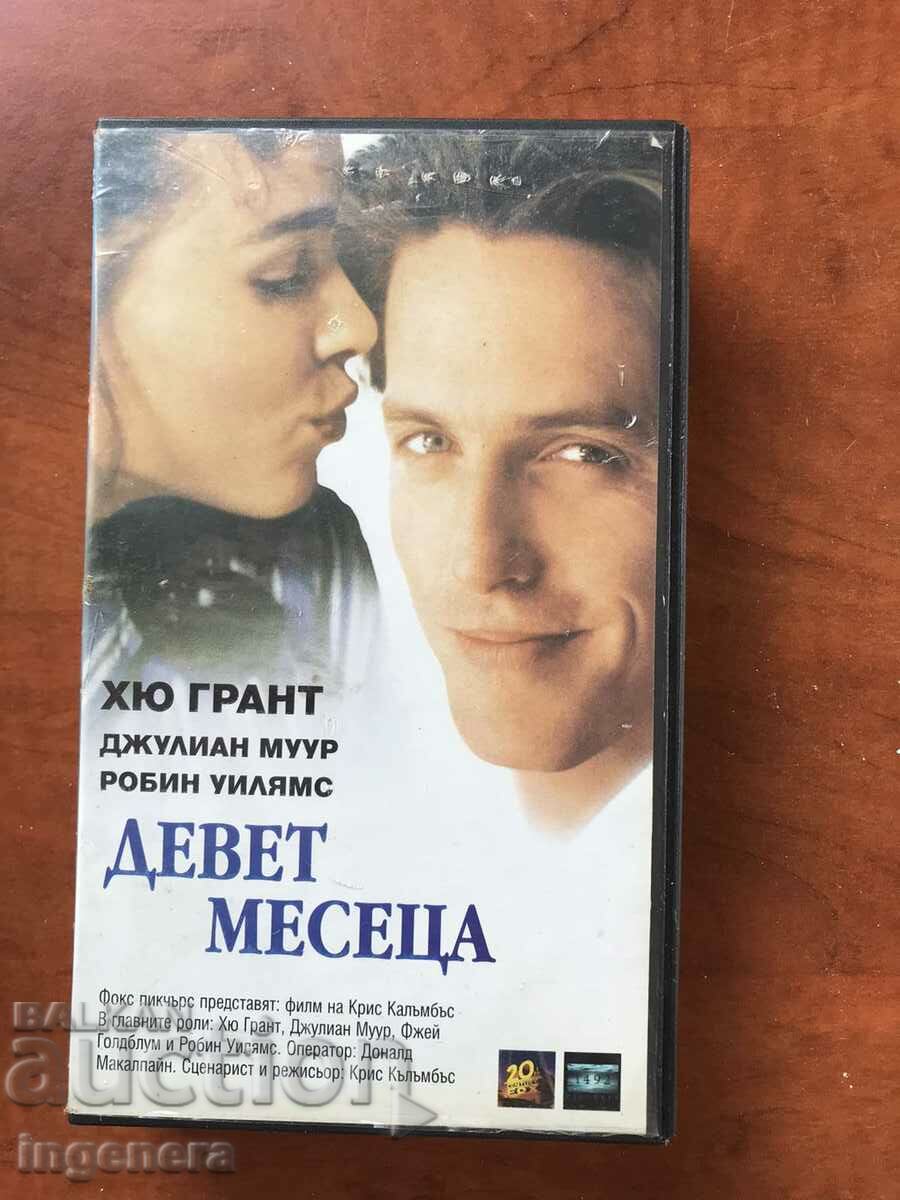 ХЮ ГРАНТ
ДЖУЛИАН МУУР
РОБИН УИЛЯМС
ДЕВЕТ
МЕСЕЦА
Фокс пикчърс представят: филм на Крис Калъмбъс
В главните роли: Хю Грант, Джулиан Муур, Фжей
Голдблум и Робин Уилямс. Оператор: Доналд
Макалпайн. Сценарист и режисьор: Крис Кълъмбъс
20
1492
BALKAN
auction
ingenera